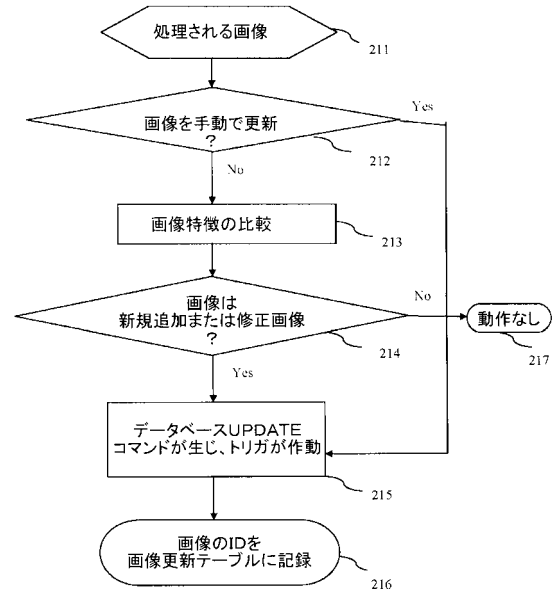 処理される画像
211
画像を手動で更新
?
Yes
212
No
画像特徴の比較
213
画像は
新規追加または修正画像
?
No
214
動作なし
217
Yes
データベースUPDATE
コマンドが生じ、トリガが作動
215
画像のIDを
画像更新テーブルに記録
216